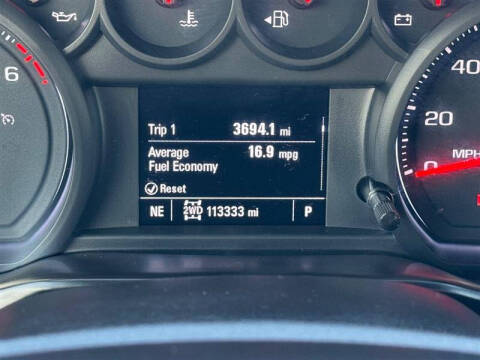 6
40
20
0
MPH
Trip 1 3694.1 mi
Average 16.9 mpg
Fuel Economy
Reset
NE 2WD 113333 mi P